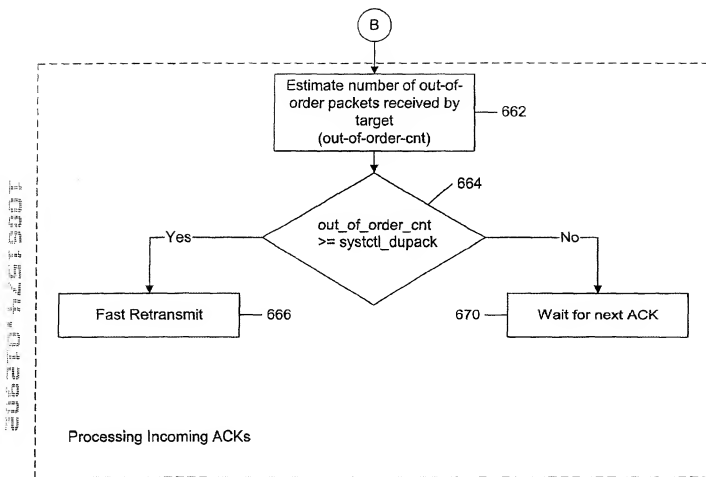 B
Estimate number of out-of-
order packets received by
target
(out-of-order-cnt)
662
664
out_of_order_cnt
>= systctl_dupack
Yes
No
Fast Retransmit
666
670
Wait for next ACK
Processing Incoming ACKs